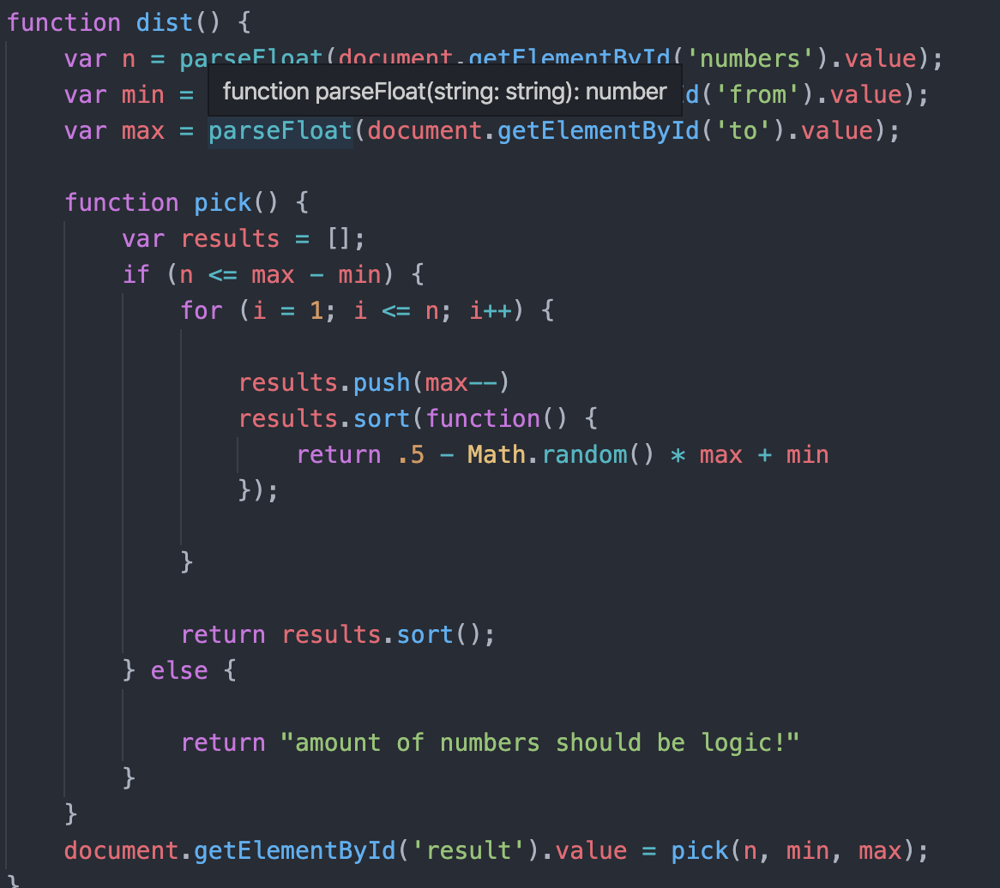 function dist() {
var n = parseFloat(document.getElementById('numbers').value);
function parseFloat(string: string): number
var min = d('from').value);
var max = parseFloat(document.getElementById('to').value);
function pick() {
var results = [];
if (n <= max - min) {
for (i = 1; i <= n; i++) {
results.push(max--)
results.sort(function() {
return .5 - Math.random() * max + min
});
}
return results.sort();
} else {
return "amount of numbers should be logic!"
}
}
document.getElementById('result').value = pick(n, min, max);
}